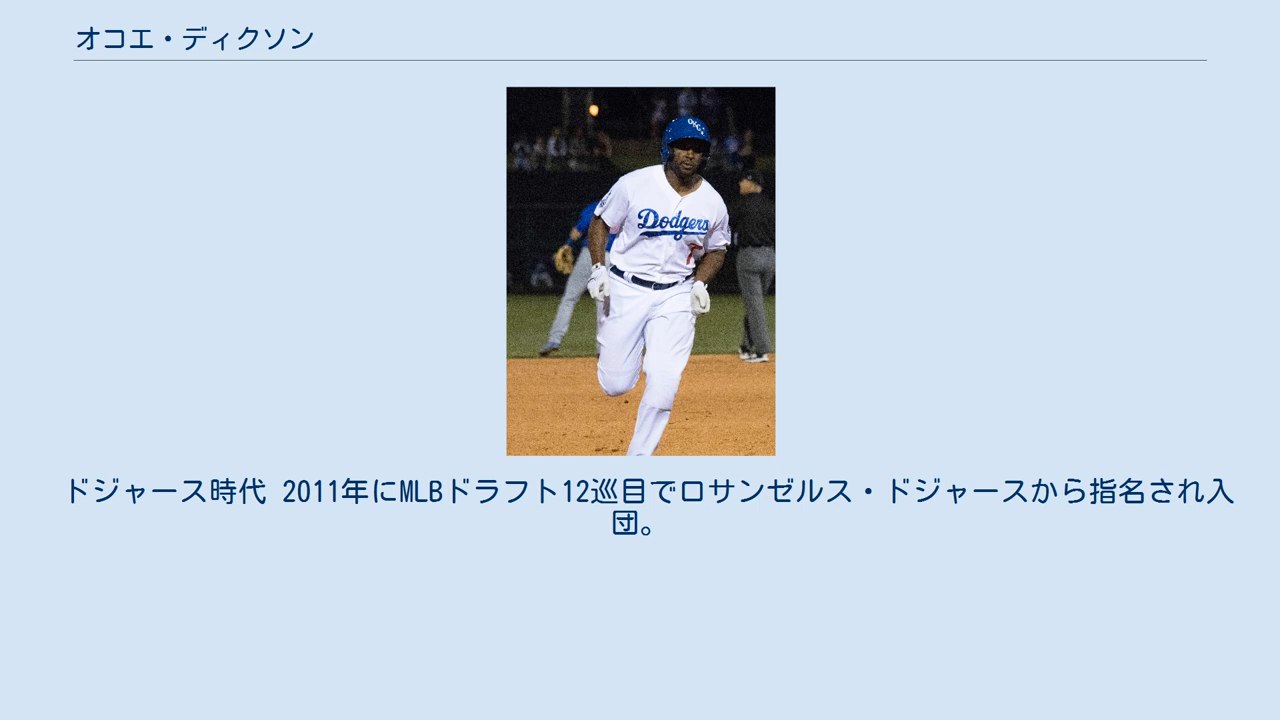 オコエ・ディクソン
Dodgers
7
ドジャース時代 2011年にMLBドラフト12巡目でロサンゼルス・ドジャースから指名され入
団。